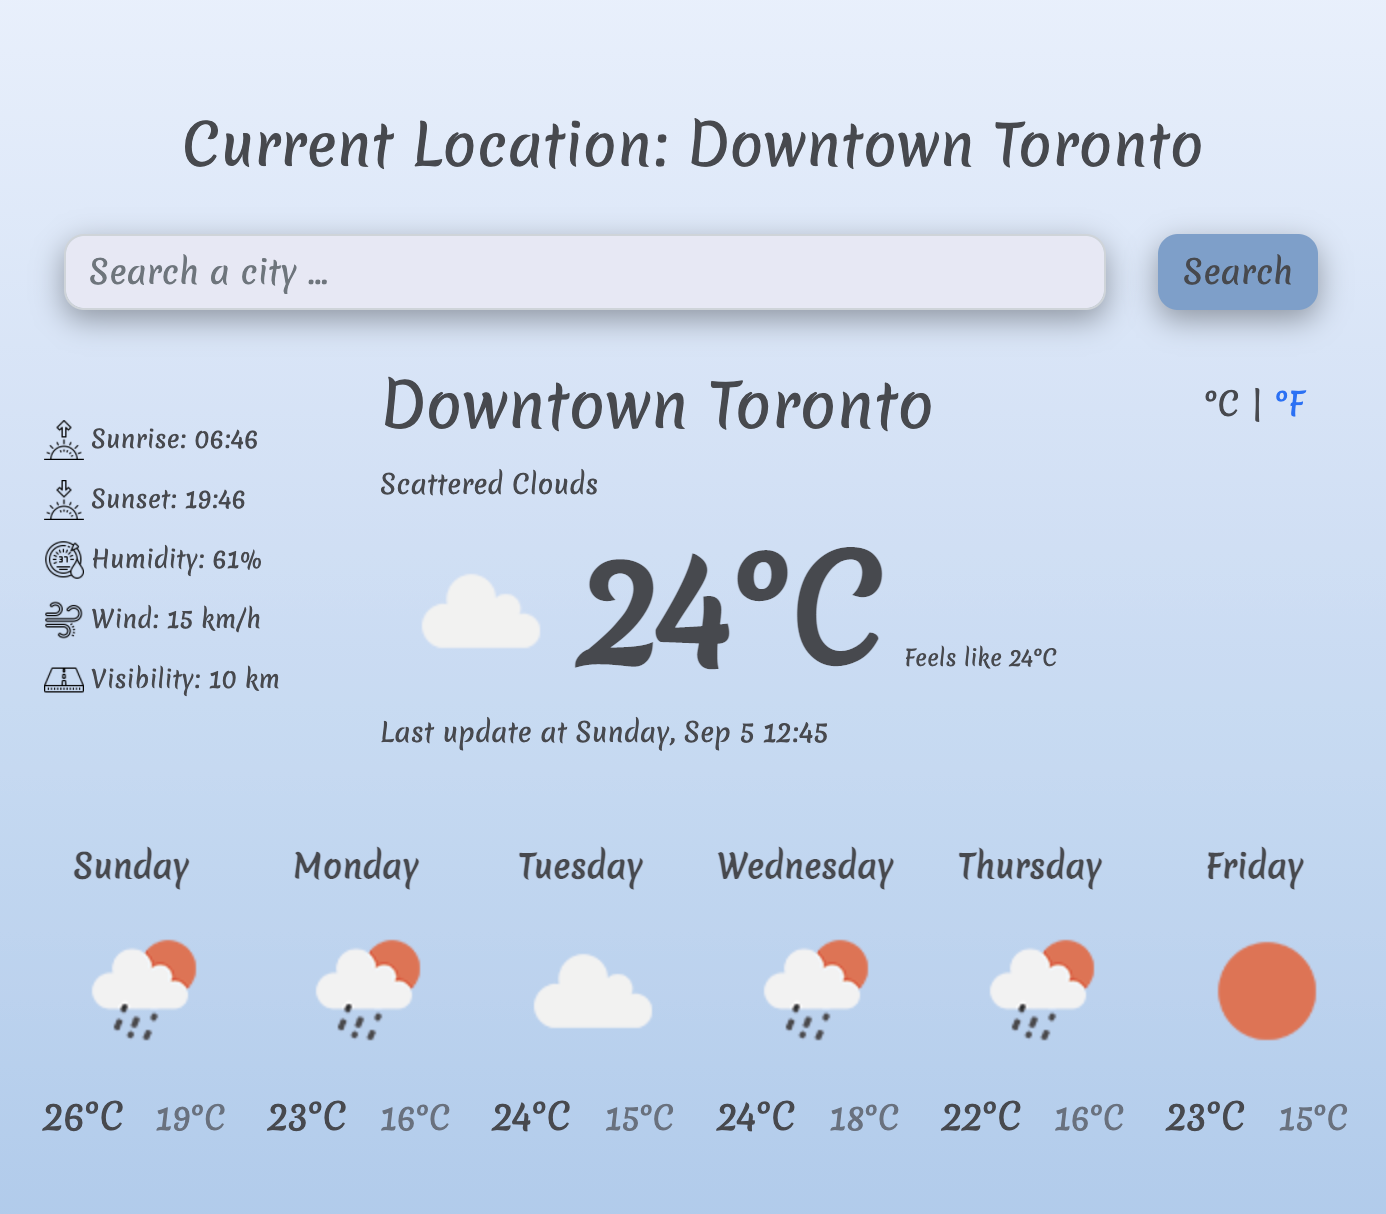 Current Location: Downtown Toronto
Search a city ...
Search
Downtown Toronto
°C | °F
Sunrise: 06:46
Sunset: 19:46
Humidity: 61%
Wind: 15 km/h
Visibility: 10 km
Scattered Clouds
24°C
Feels like 24°C
Last update at Sunday, Sep 5 12:45
Sunday Monday Tuesday Wednesday Thursday Friday
26°C 19°C 23°C 16°C 24°C 15°C 24°C 18°C 22°C 16°C 23°C 15°C